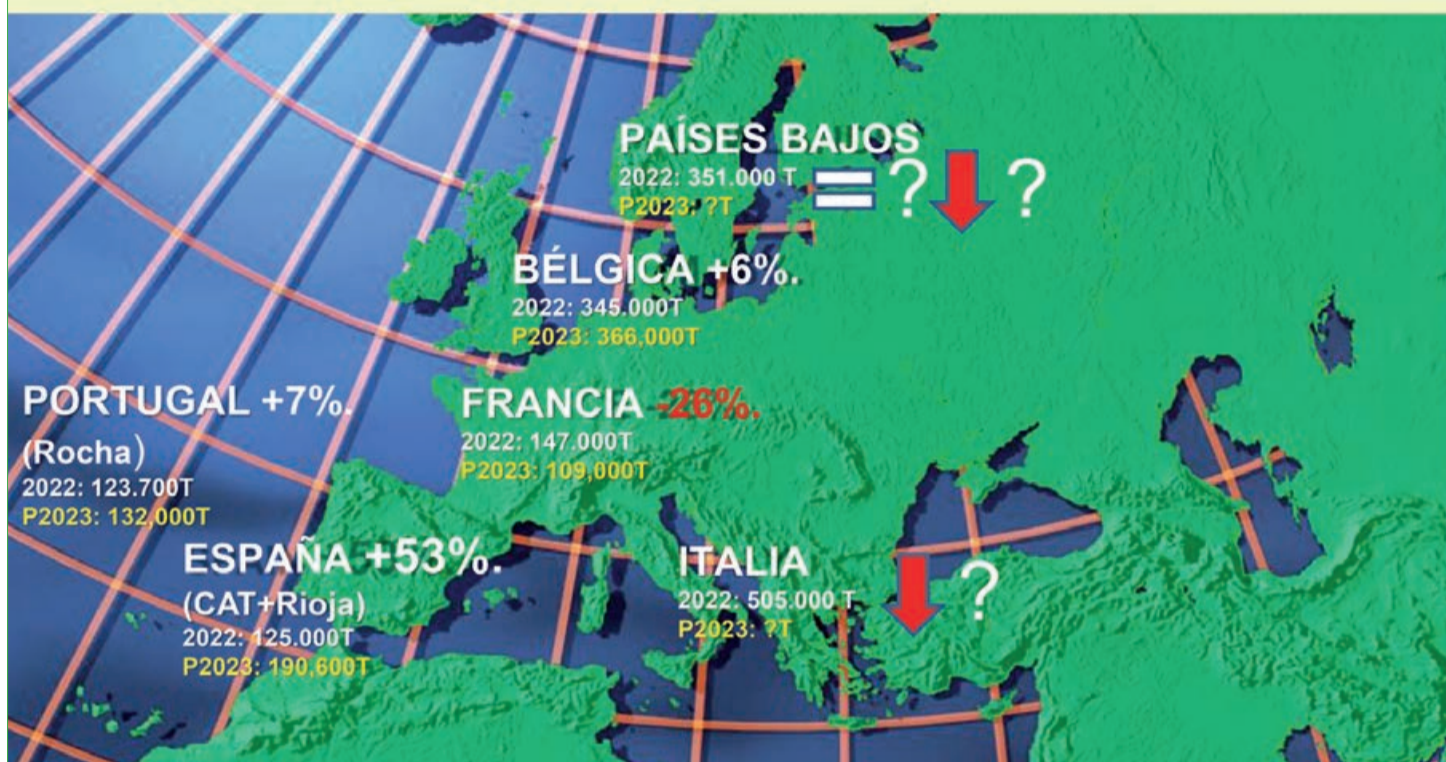 PAÍSES BAJOS
2022: 351.000 T = ? ?
P2023: ?T
BÉLGICA +6%.
2022: 345.000T
P2023: 366,000T
PORTUGAL +7%.
(Rocha)
2022: 123.700T
P2023: 132,000T
FRANCIA -26%.
2022: 147.000T
P2023: 109,000T
ESPAÑA +53%.
(CAT+Rioja)
2022: 125.000T
P2023: 190,600T
ITALIA
2022: 505.000 T ?
P2023: ?T